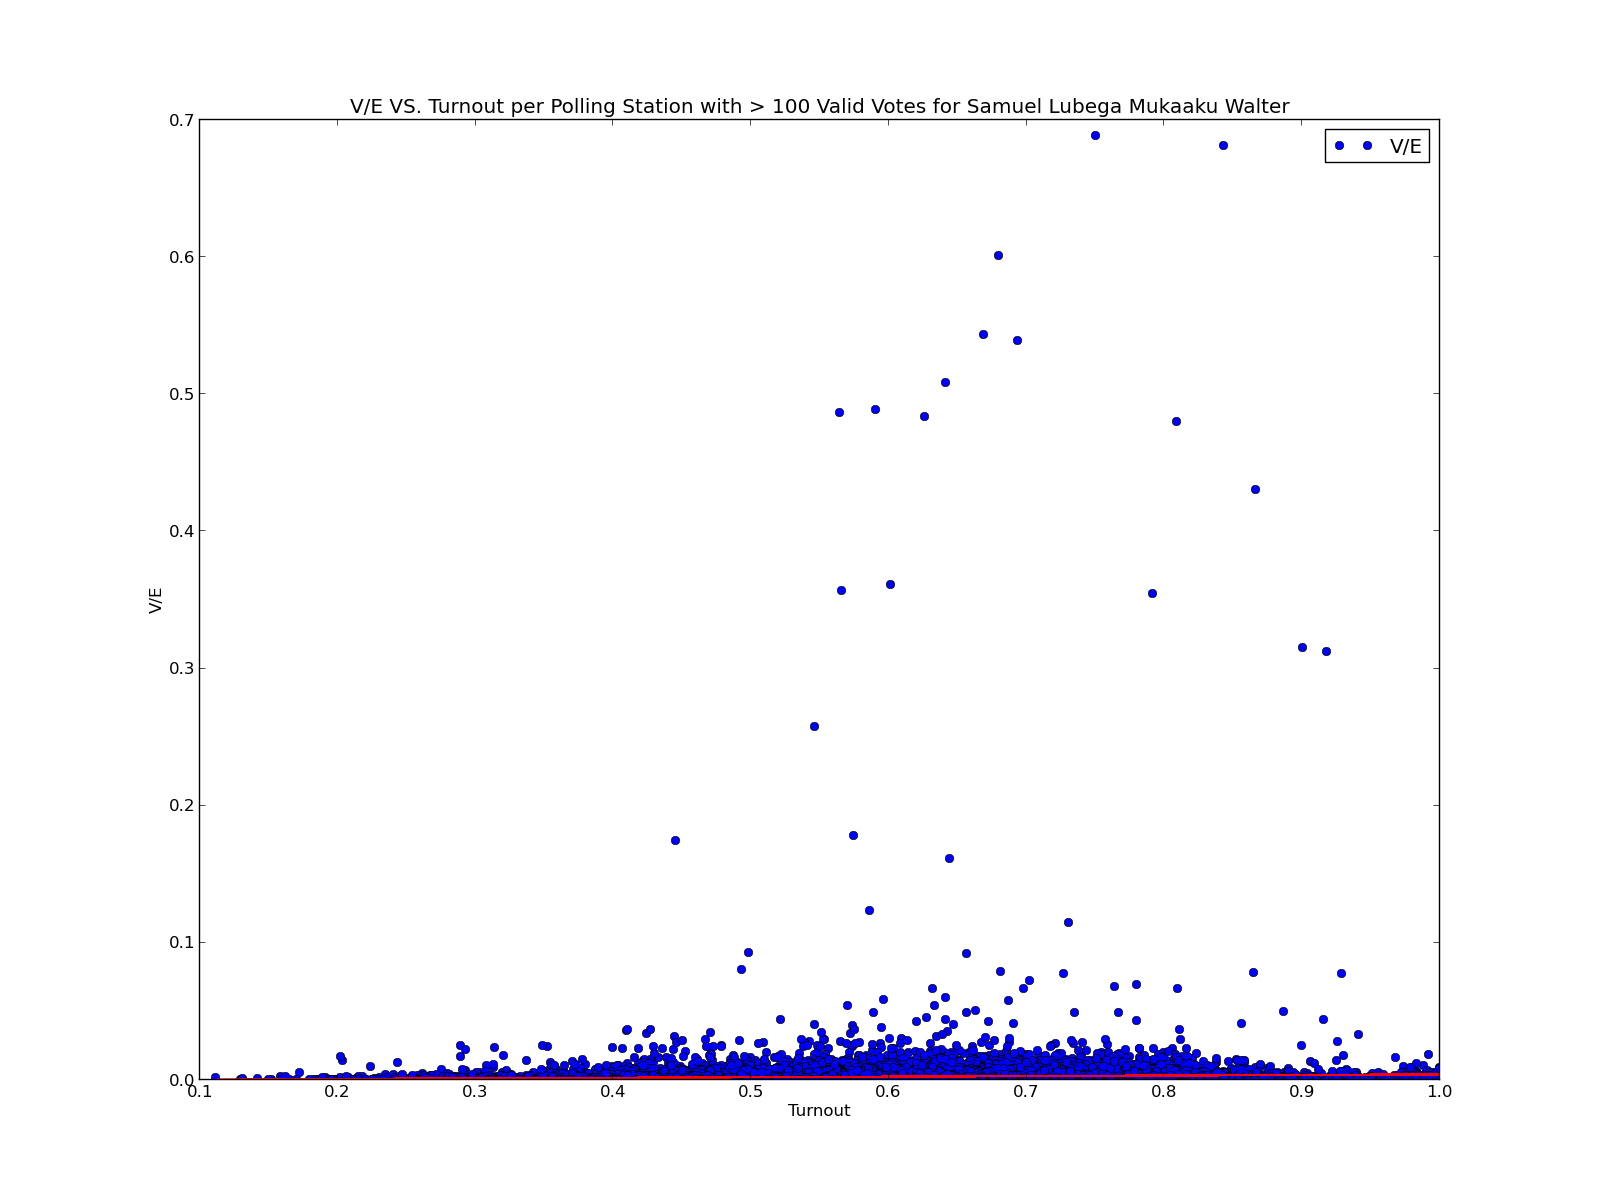 V/E VS. Turnout per Polling Station with > 100 Valid Votes for Samuel Lubega Mukaaku Walter
V/E
0.7
0.6
0.5
0.4
0.3
0.2
0.1
0.0
V/E
0.1 0.2 0.3 0.4 0.5 0.6 0.7 0.8 0.9 1.0
Turnout